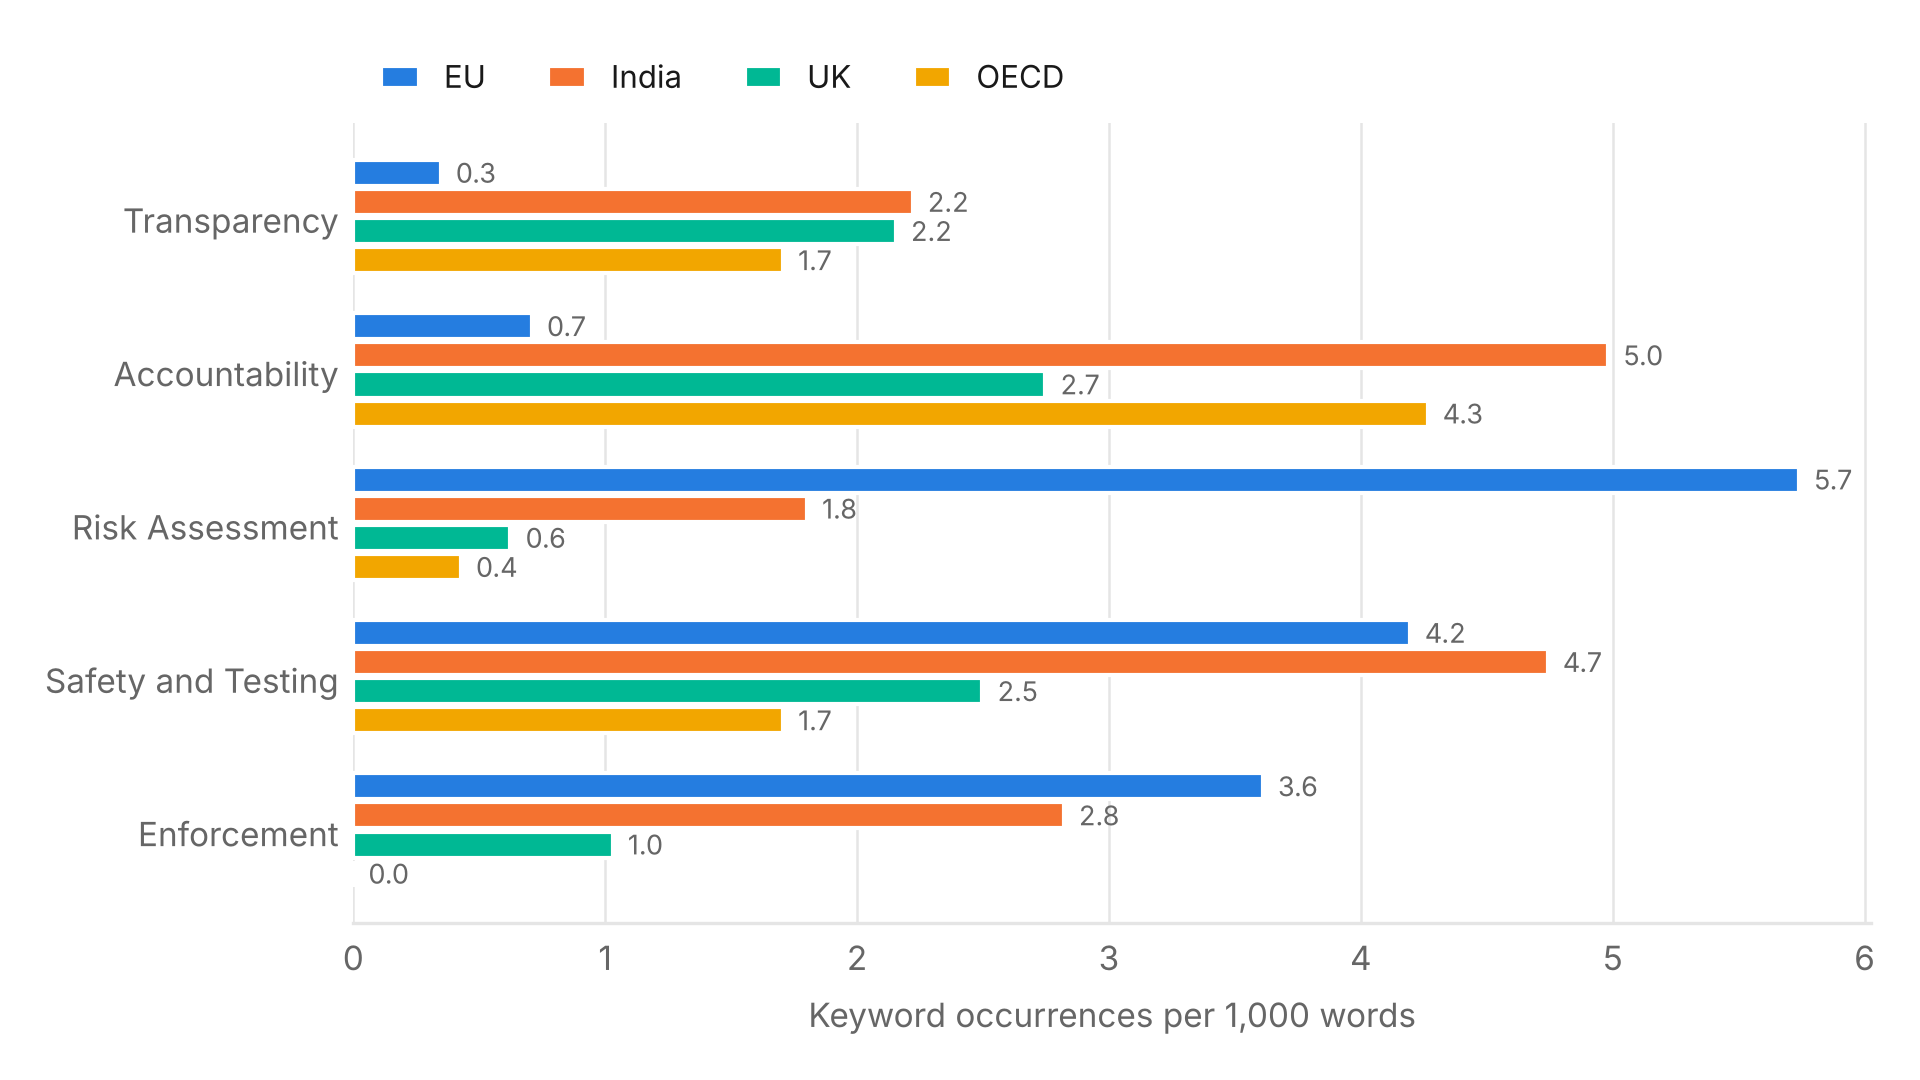 EU India UK OECD
Transparency
0.3
2.2
2.2
1.7
Accountability
0.7
5.0
2.7
4.3
Risk Assessment
5.7
1.8
0.6
0.4
Safety and Testing
4.2
4.7
2.5
1.7
Enforcement
3.6
2.8
1.0
0.0
0 1 2 3 4 5 6
Keyword occurrences per 1,000 words